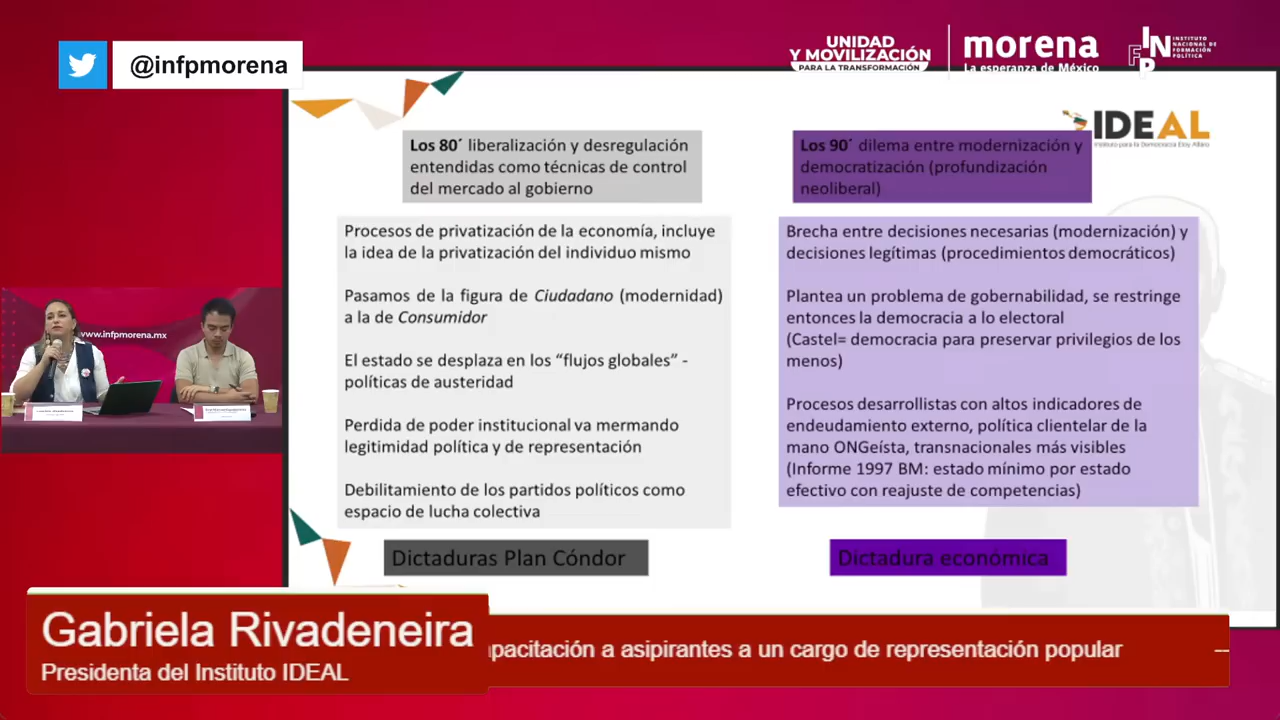 @infpmorena
UNIDAD
Y MOVILIZACIÓN
PARA LA TRANSFORMACIÓN
morena
La esperanza de México
INFP
INSTITUTO
NACIONAL DE
FORMACIÓN
POLÍTICA
IDEAL
Instituto para la Democracia Eloy Alfaro
Los 80´ liberalización y desregulación
entendidas como técnicas de control
del mercado al gobierno
Procesos de privatización de la economía, incluye
la idea de la privatización del individuo mismo
Pasamos de la figura de Ciudadano (modernidad)
a la de Consumidor
El estado se desplaza en los “flujos globales” -
políticas de austeridad
Perdida de poder institucional va mermando
legitimidad política y de representación
Debilitamiento de los partidos políticos como
espacio de lucha colectiva
Dictaduras Plan Cóndor
Los 90´ dilema entre modernización y
democratización (profundización
neoliberal)
Brecha entre decisiones necesarias (modernización) y
decisiones legítimas (procedimientos democráticos)
Plantea un problema de gobernabilidad, se restringe
entonces la democracia a lo electoral
(Castel= democracia para preservar privilegios de los
menos)
Procesos desarrollistas con altos indicadores de
endeudamiento externo, política clientelar de la
mano ONGeísta, transnacionales más visibles
(Informe 1997 BM: estado mínimo por estado
efectivo con reajuste de competencias)
Dictadura económica
www.infpmorena.mx
Gabriela Rivadeneira
Presidenta del Instituto IDEAL
pacitación a asipirantes a un cargo de representación popular